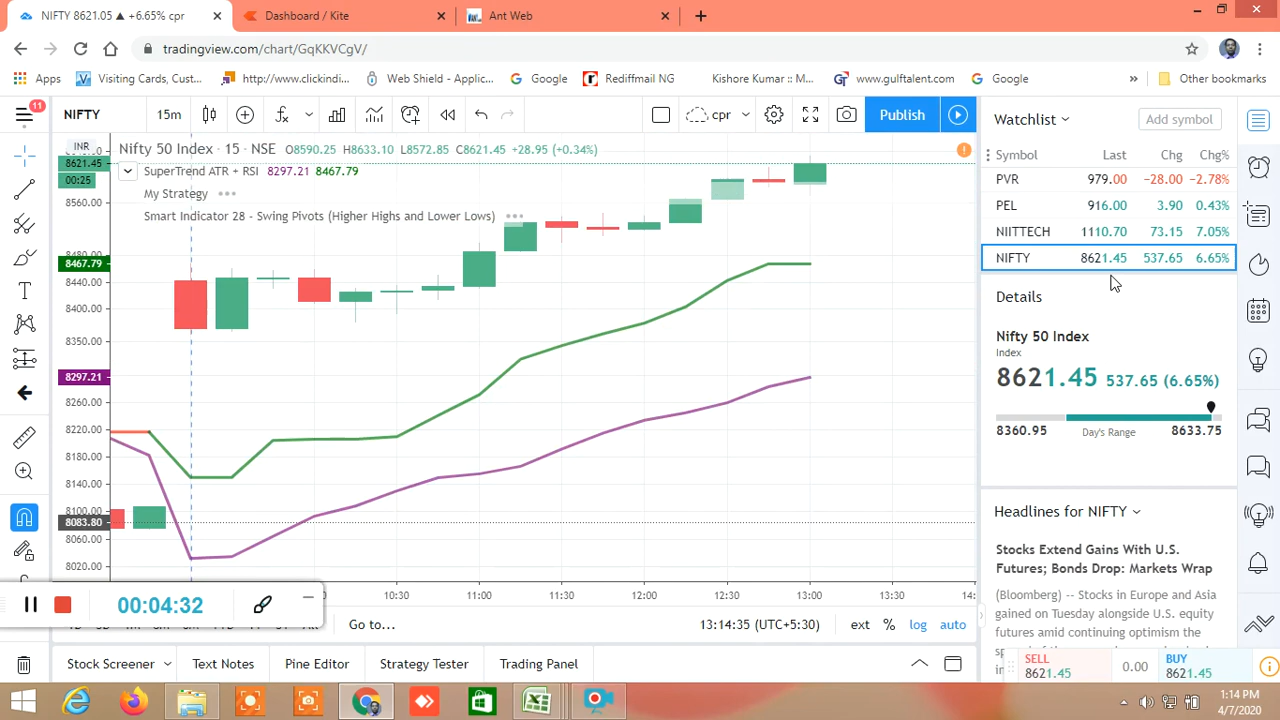 NIFTY 8621.05 ▲ +6.65% cpr
Dashboard / Kite
Ant Web
tradingview.com/chart/GqKKVCgV/
Apps
Visiting Cards, Cust...
http://www.clickindi...
Web Shield - Applic...
Google
Rediffmail NG
Kishore Kumar :: M...
www.gulftalent.com
Google
»
Other bookmarks
11
NIFTY
15m
cpr
Publish
Watchlist
Add symbol
INR
Nifty 50 Index · 15 · NSE O8590.25 H8633.10 L8572.85 C8621.45 +28.95 (+0.34%)
SuperTrend ATR + RSI 8297.21 8467.79
My Strategy
Smart Indicator 28 - Swing Pivots (Higher Highs and Lower Lows)
8621.45
00:25
8560.00
8480.00
8467.79
8440.00
8400.00
8350.00
8297.21
8260.00
8220.00
8180.00
8140.00
8100.00
8083.80
8060.00
8020.00
Symbol Last Chg Chg%
PVR 979.00 −28.00 −2.78%
PEL 916.00 3.90 0.43%
NIITTECH 1110.70 73.15 7.05%
NIFTY 8621.45 537.65 6.65%
Details
Nifty 50 Index
Index
8621.45 537.65 (6.65%)
8360.95 Day's Range 8633.75
Headlines for NIFTY
Stocks Extend Gains With U.S.
Futures; Bonds Drop: Markets Wrap
(Bloomberg) -- Stocks in Europe and Asia
gained on Tuesday alongside U.S. equity
futures amid continuing optimism the
10:30 11:00 11:30 12:00 12:30 13:00 13:30 14:
00:04:32
Go to...
13:14:35 (UTC+5:30)
ext % log auto
SELL
8621.45
0.00
BUY
8621.45
Stock Screener
Text Notes
Pine Editor
Strategy Tester
Trading Panel
1:14 PM
4/7/2020